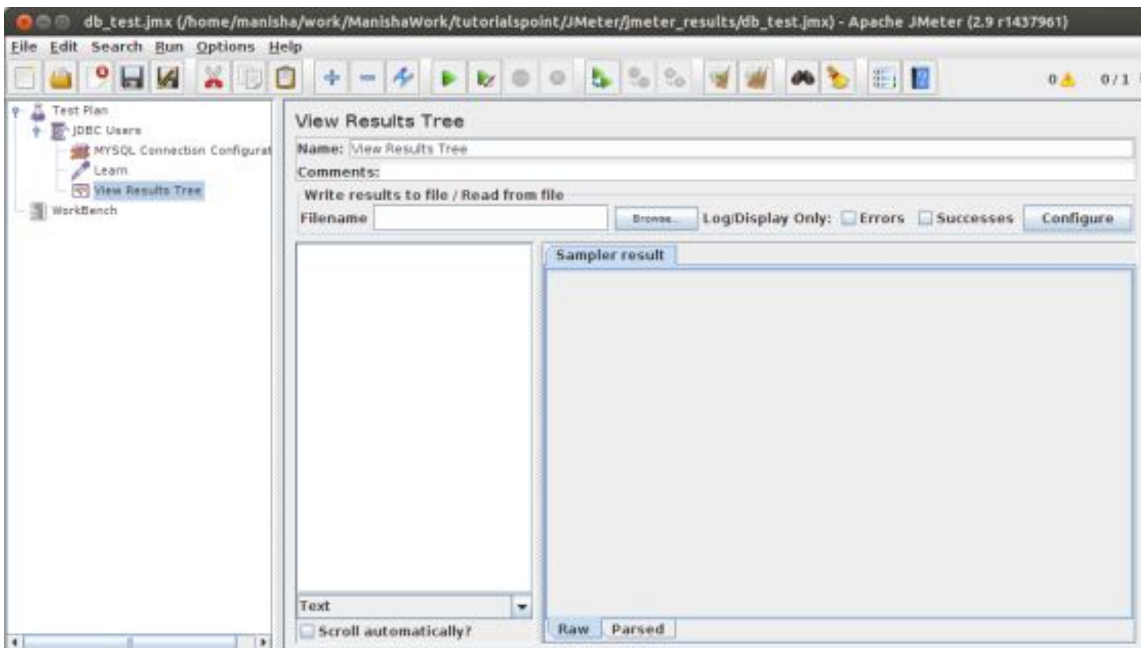 db_test.jmx (/home/manisha/work/ManishaWork/tutorialspoint/JMeter/jmeter_results/db_test.jmx) - Apache JMeter (2.9 r1437961)
File Edit Search Run Options Help
0 0/1
Test Plan
JDBC Users
MYSQL Connection Configurat
Learn
View Results Tree
WorkBench
View Results Tree
Name: View Results Tree
Comments:
Write results to file / Read from file
Filename Browse... Log/Display Only: Errors Successes Configure
Sampler result
Text
Scroll automatically?
Raw Parsed